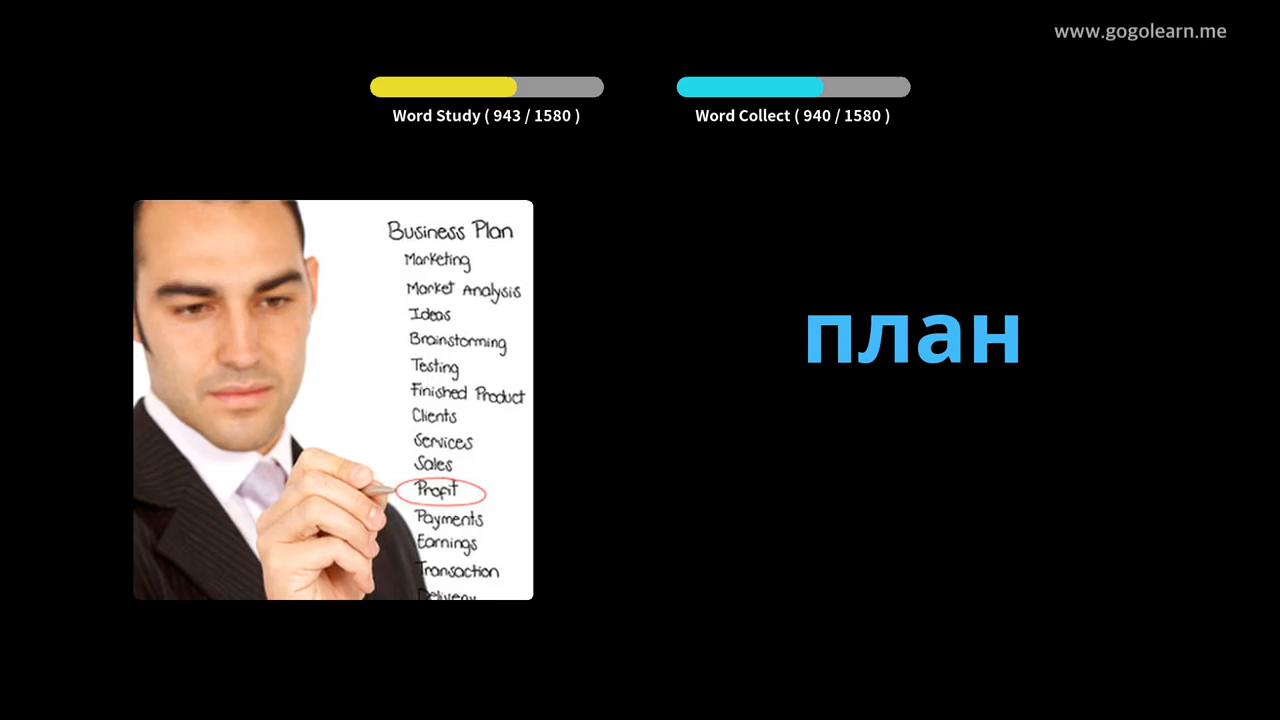 www.gogolearn.me
Word Study ( 943 / 1580 )
Word Collect ( 940 / 1580 )
Business Plan
Marketing
Market Analysis
Ideas
Brainstorming
Testing
Finished Product
Clients
Services
Sales
Profit
Payments
Earnings
Transaction
Delivery
план